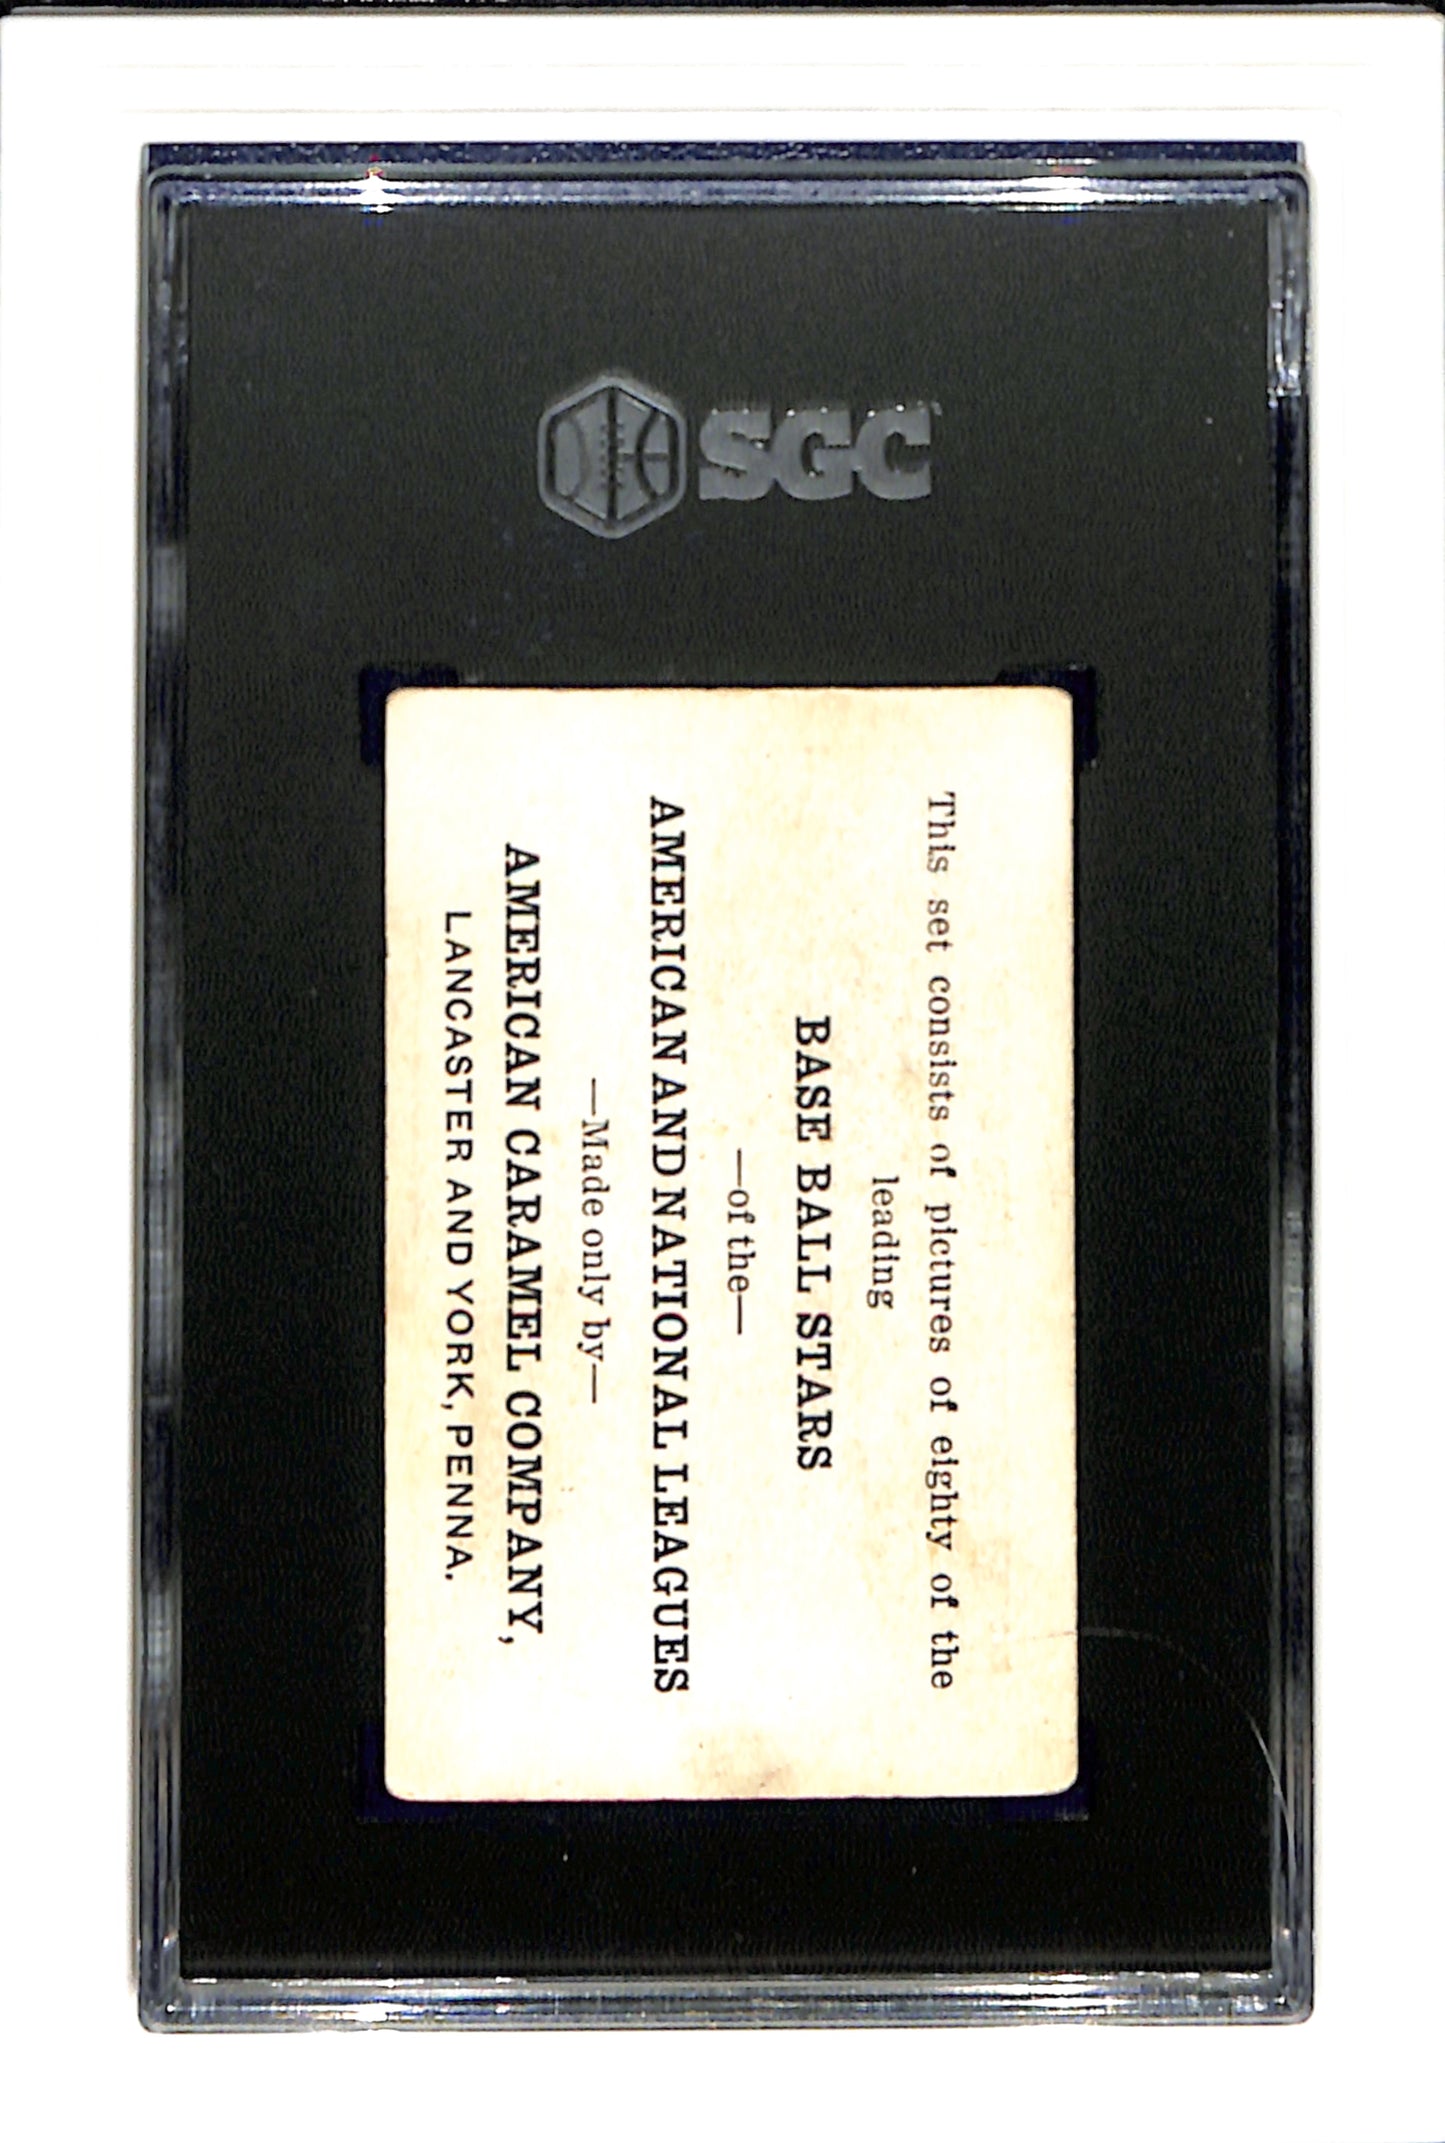 SGC
This set consists of pictures of eighty of the
leading
BASE BALL STARS
—of the—
AMERICAN AND NATIONAL LEAGUES
—Made only by—
AMERICAN CARAMEL COMPANY,
LANCASTER AND YORK, PENNA.